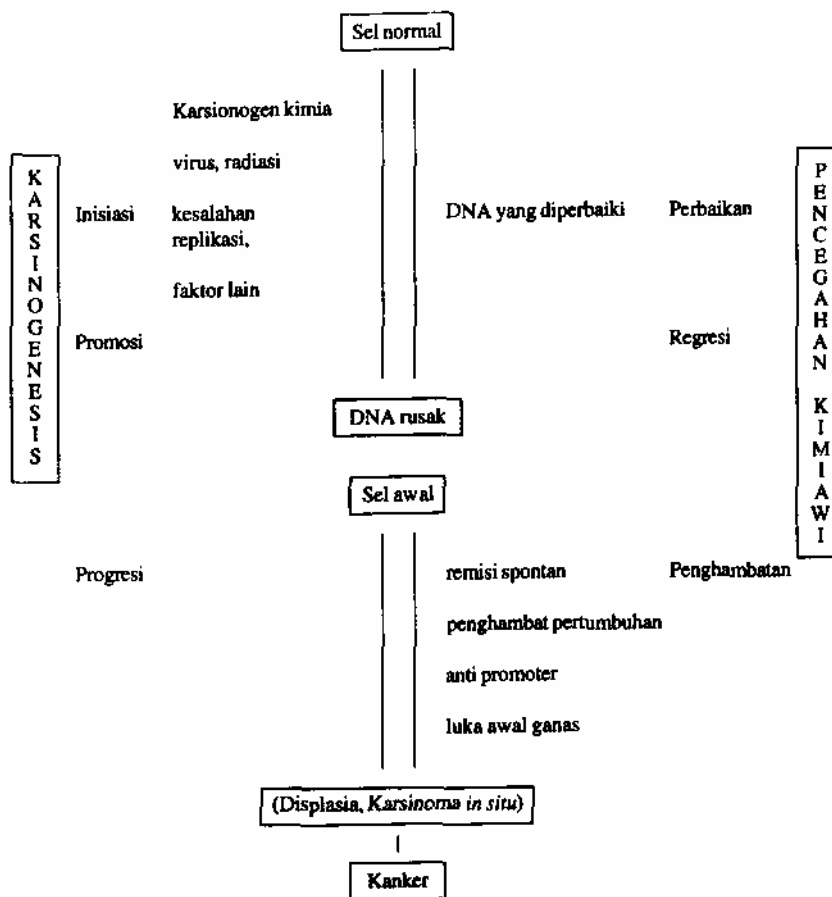 Sel normal
Karsionogen kimia
virus, radiasi
KARSINOGENESIS
Inisiasi
kesalahan
replikasi,
faktor lain
Promosi
DNA yang diperbaiki
Perbaikan
Regresi
PENCEGAHAN KIMIAWI
DNA rusak
Sel awal
Progresi
remisi spontan
Penghambatan
penghambat pertumbuhan
anti promoter
luka awal ganas
(Displasia, Karsinoma in situ)
Kanker